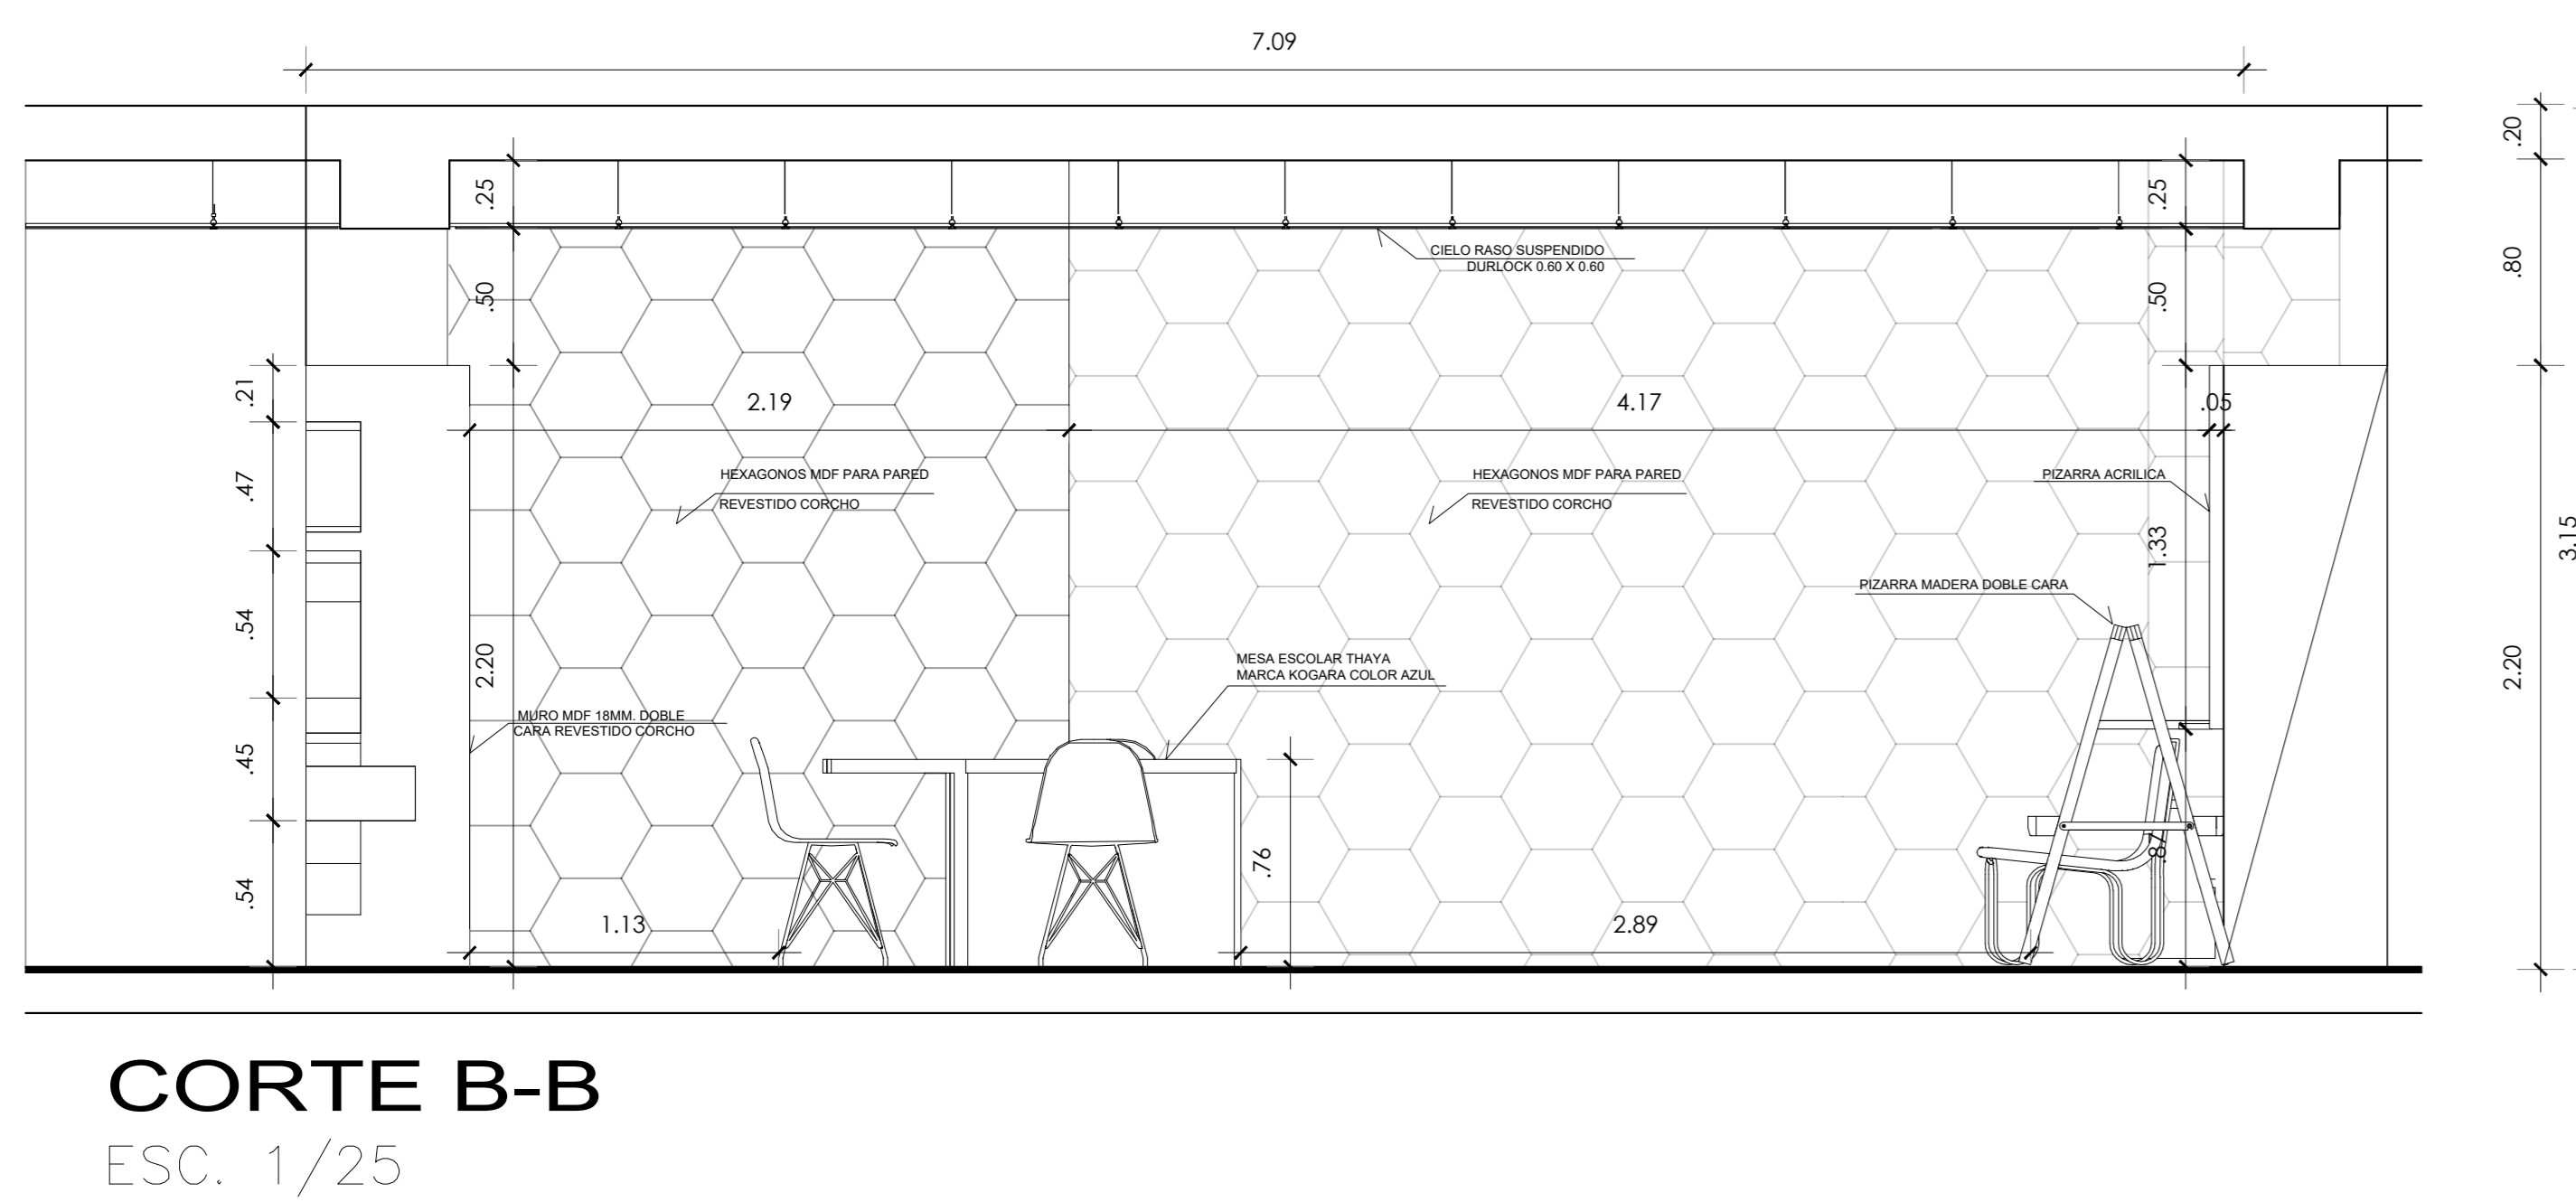 7.09
.20
.25
.25
CIELO RASO SUSPENDIDO
DURLOCK 0.60 X 0.60
.80
.50
.50
.21
2.19
4.17
.05
HEXAGONOS MDF PARA PARED
REVESTIDO CORCHO
HEXAGONOS MDF PARA PARED
REVESTIDO CORCHO
PIZARRA ACRILICA
.47
1.33
3.15
PIZARRA MADERA DOBLE CARA
.54
2.20
2.20
MESA ESCOLAR THAYA
MARCA KOGARA COLOR AZUL
MURO MDF 18MM. DOBLE
CARA REVESTIDO CORCHO
.45
.76
.87
.54
1.13
2.89
CORTE B-B
ESC. 1/25